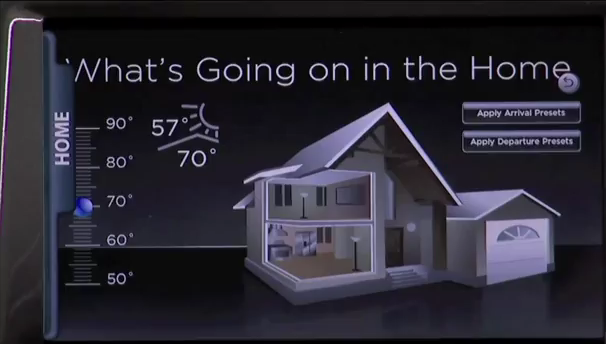 What's Going on in the Home
HOME
90°
80°
70°
60°
50°
57°
70°
Apply Arrival Presets
Apply Departure Presets